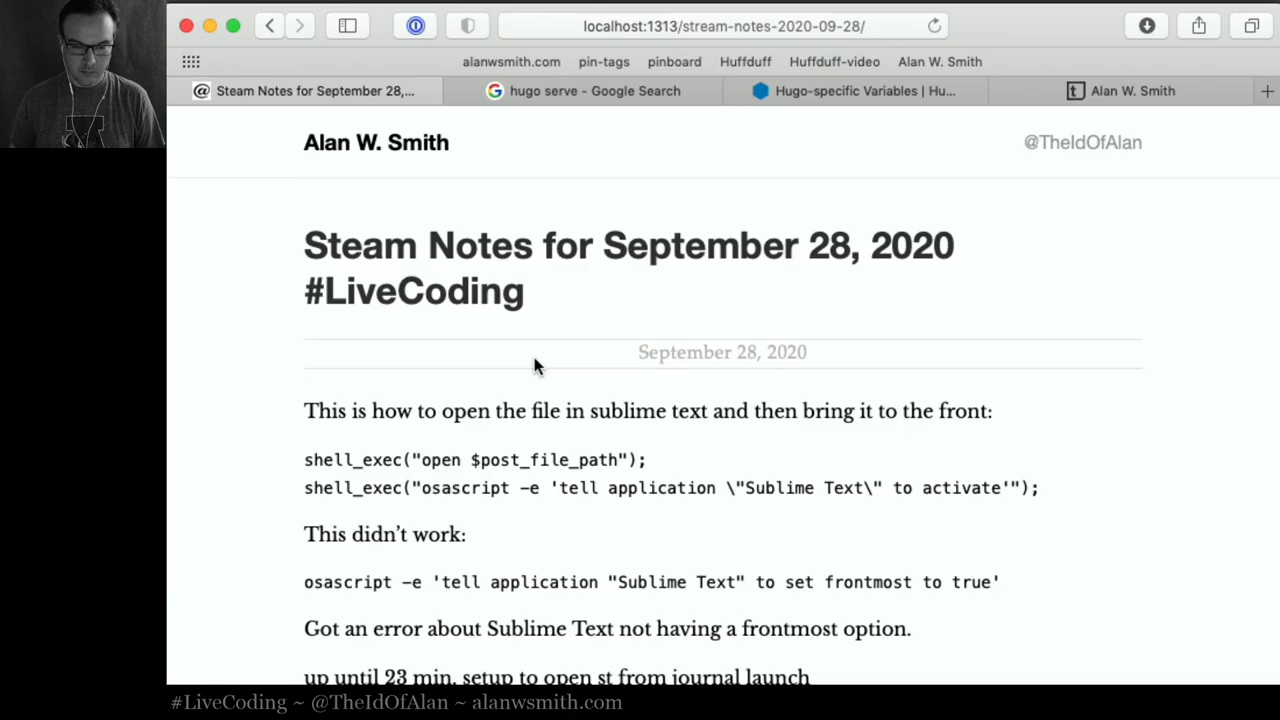 localhost:1313/stream-notes-2020-09-28/
alanwsmith.com pin-tags pinboard Huffduff Huffduff-video Alan W. Smith
@ Steam Notes for September 28,... G hugo serve - Google Search Hugo-specific Variables | Hu... t Alan W. Smith
Alan W. Smith @TheIdOfAlan
Steam Notes for September 28, 2020
#LiveCoding
September 28, 2020
This is how to open the file in sublime text and then bring it to the front:
shell_exec("open $post_file_path");
shell_exec("osascript -e 'tell application \"Sublime Text\" to activate'");
This didn’t work:
osascript -e 'tell application "Sublime Text" to set frontmost to true'
Got an error about Sublime Text not having a frontmost option.
up until 23 min. setup to open st from journal launch
#LiveCoding ~ @TheIdOfAlan ~ alanwsmith.com